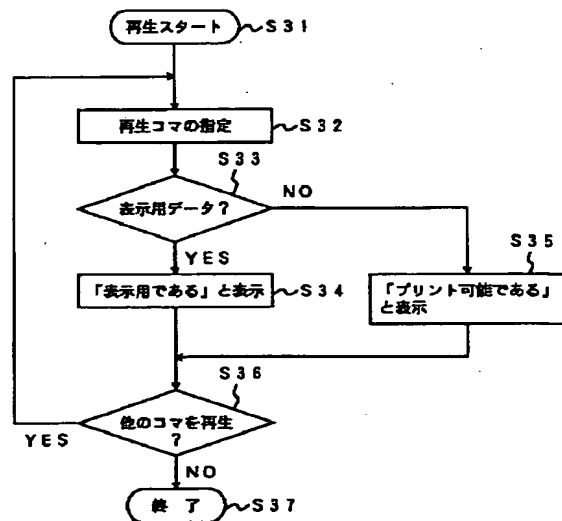 再生スタート ～S31
再生コマの指定 ～S32
S33
表示用データ？
NO
YES
S35
「表示用である」と表示 ～S34
「プリント可能である」
と表示
S36
他のコマを再生
？
YES
NO
終 了 ～S37